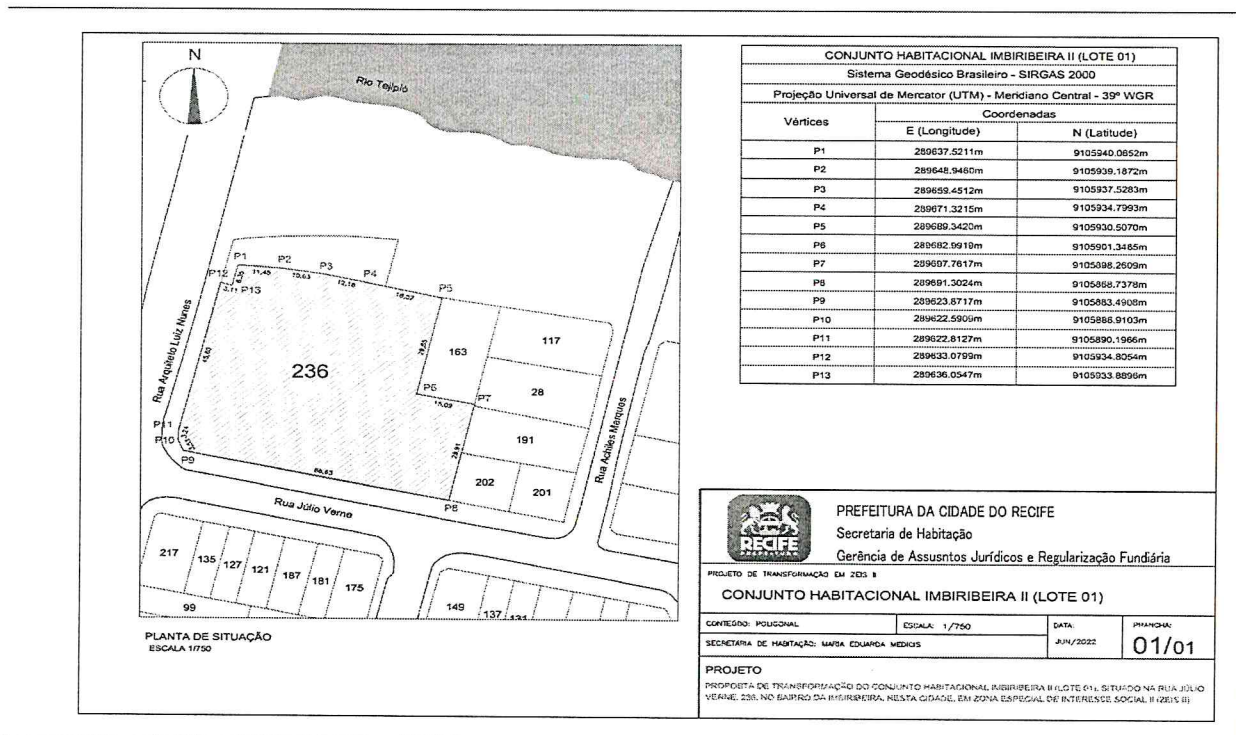 N
Rio Tejipió
P1
P2
P3
P4
P5
P12
P13
11,45
10,63
12,18
6,35
3,11
163
117
28
P6
P7
15,09
191
202
201
236
Rua Arquiteto Luiz Nunes
Rua Achiles Marques
P11
P10
P9
P8
Rua Júlio Verne
217
135
127
121
187
181
175
99
149
137
131
PLANTA DE SITUAÇÃO
ESCALA 1/750
CONJUNTO HABITACIONAL IMBIRIBEIRA II (LOTE 01)
Sistema Geodésico Brasileiro - SIRGAS 2000
Projeção Universal de Mercator (UTM) - Meridiano Central - 39º WGR
Vértices Coordenadas
E (Longitude) N (Latitude)
P1 289637.5211m 9105940.0652m
P2 289648.9460m 9105939.1872m
P3 289659.4512m 9105937.5283m
P4 289671.3215m 9105934.7993m
P5 289689.3420m 9105930.5070m
P6 289682.9919m 9105901.3465m
P7 289697.7617m 9105898.2609m
P8 289691.3024m 9105868.7378m
P9 289623.8717m 9105883.4908m
P10 289622.5909m 9105886.9103m
P11 289622.8127m 9105890.1966m
P12 289633.0799m 9105934.8054m
P13 289636.0547m 9105933.8896m
RECIFE
PREFEITURA DA CIDADE DO RECIFE
Secretaria de Habitação
Gerência de Assusntos Jurídicos e Regularização Fundiária
PROJETO DE TRANSFORMAÇÃO EM ZEIS II
CONJUNTO HABITACIONAL IMBIRIBEIRA II (LOTE 01)
CONTEÚDO: POLIGONAL
ESCALA: 1/750
DATA:
JUN/2022
PRANCHA:
01/01
SECRETÁRIA DE HABITAÇÃO: MARIA EDUARDA MEDICIS
PROJETO
PROPOSTA DE TRANSFORMAÇÃO DO CONJUNTO HABITACIONAL IMBIRIBEIRA II (LOTE 01), SITUADO NA RUA JÚLIO
VERNE, 236, NO BAIRRO DA IMBIRIBEIRA, NESTA CIDADE, EM ZONA ESPECIAL DE INTERESSE SOCIAL II (ZEIS II)